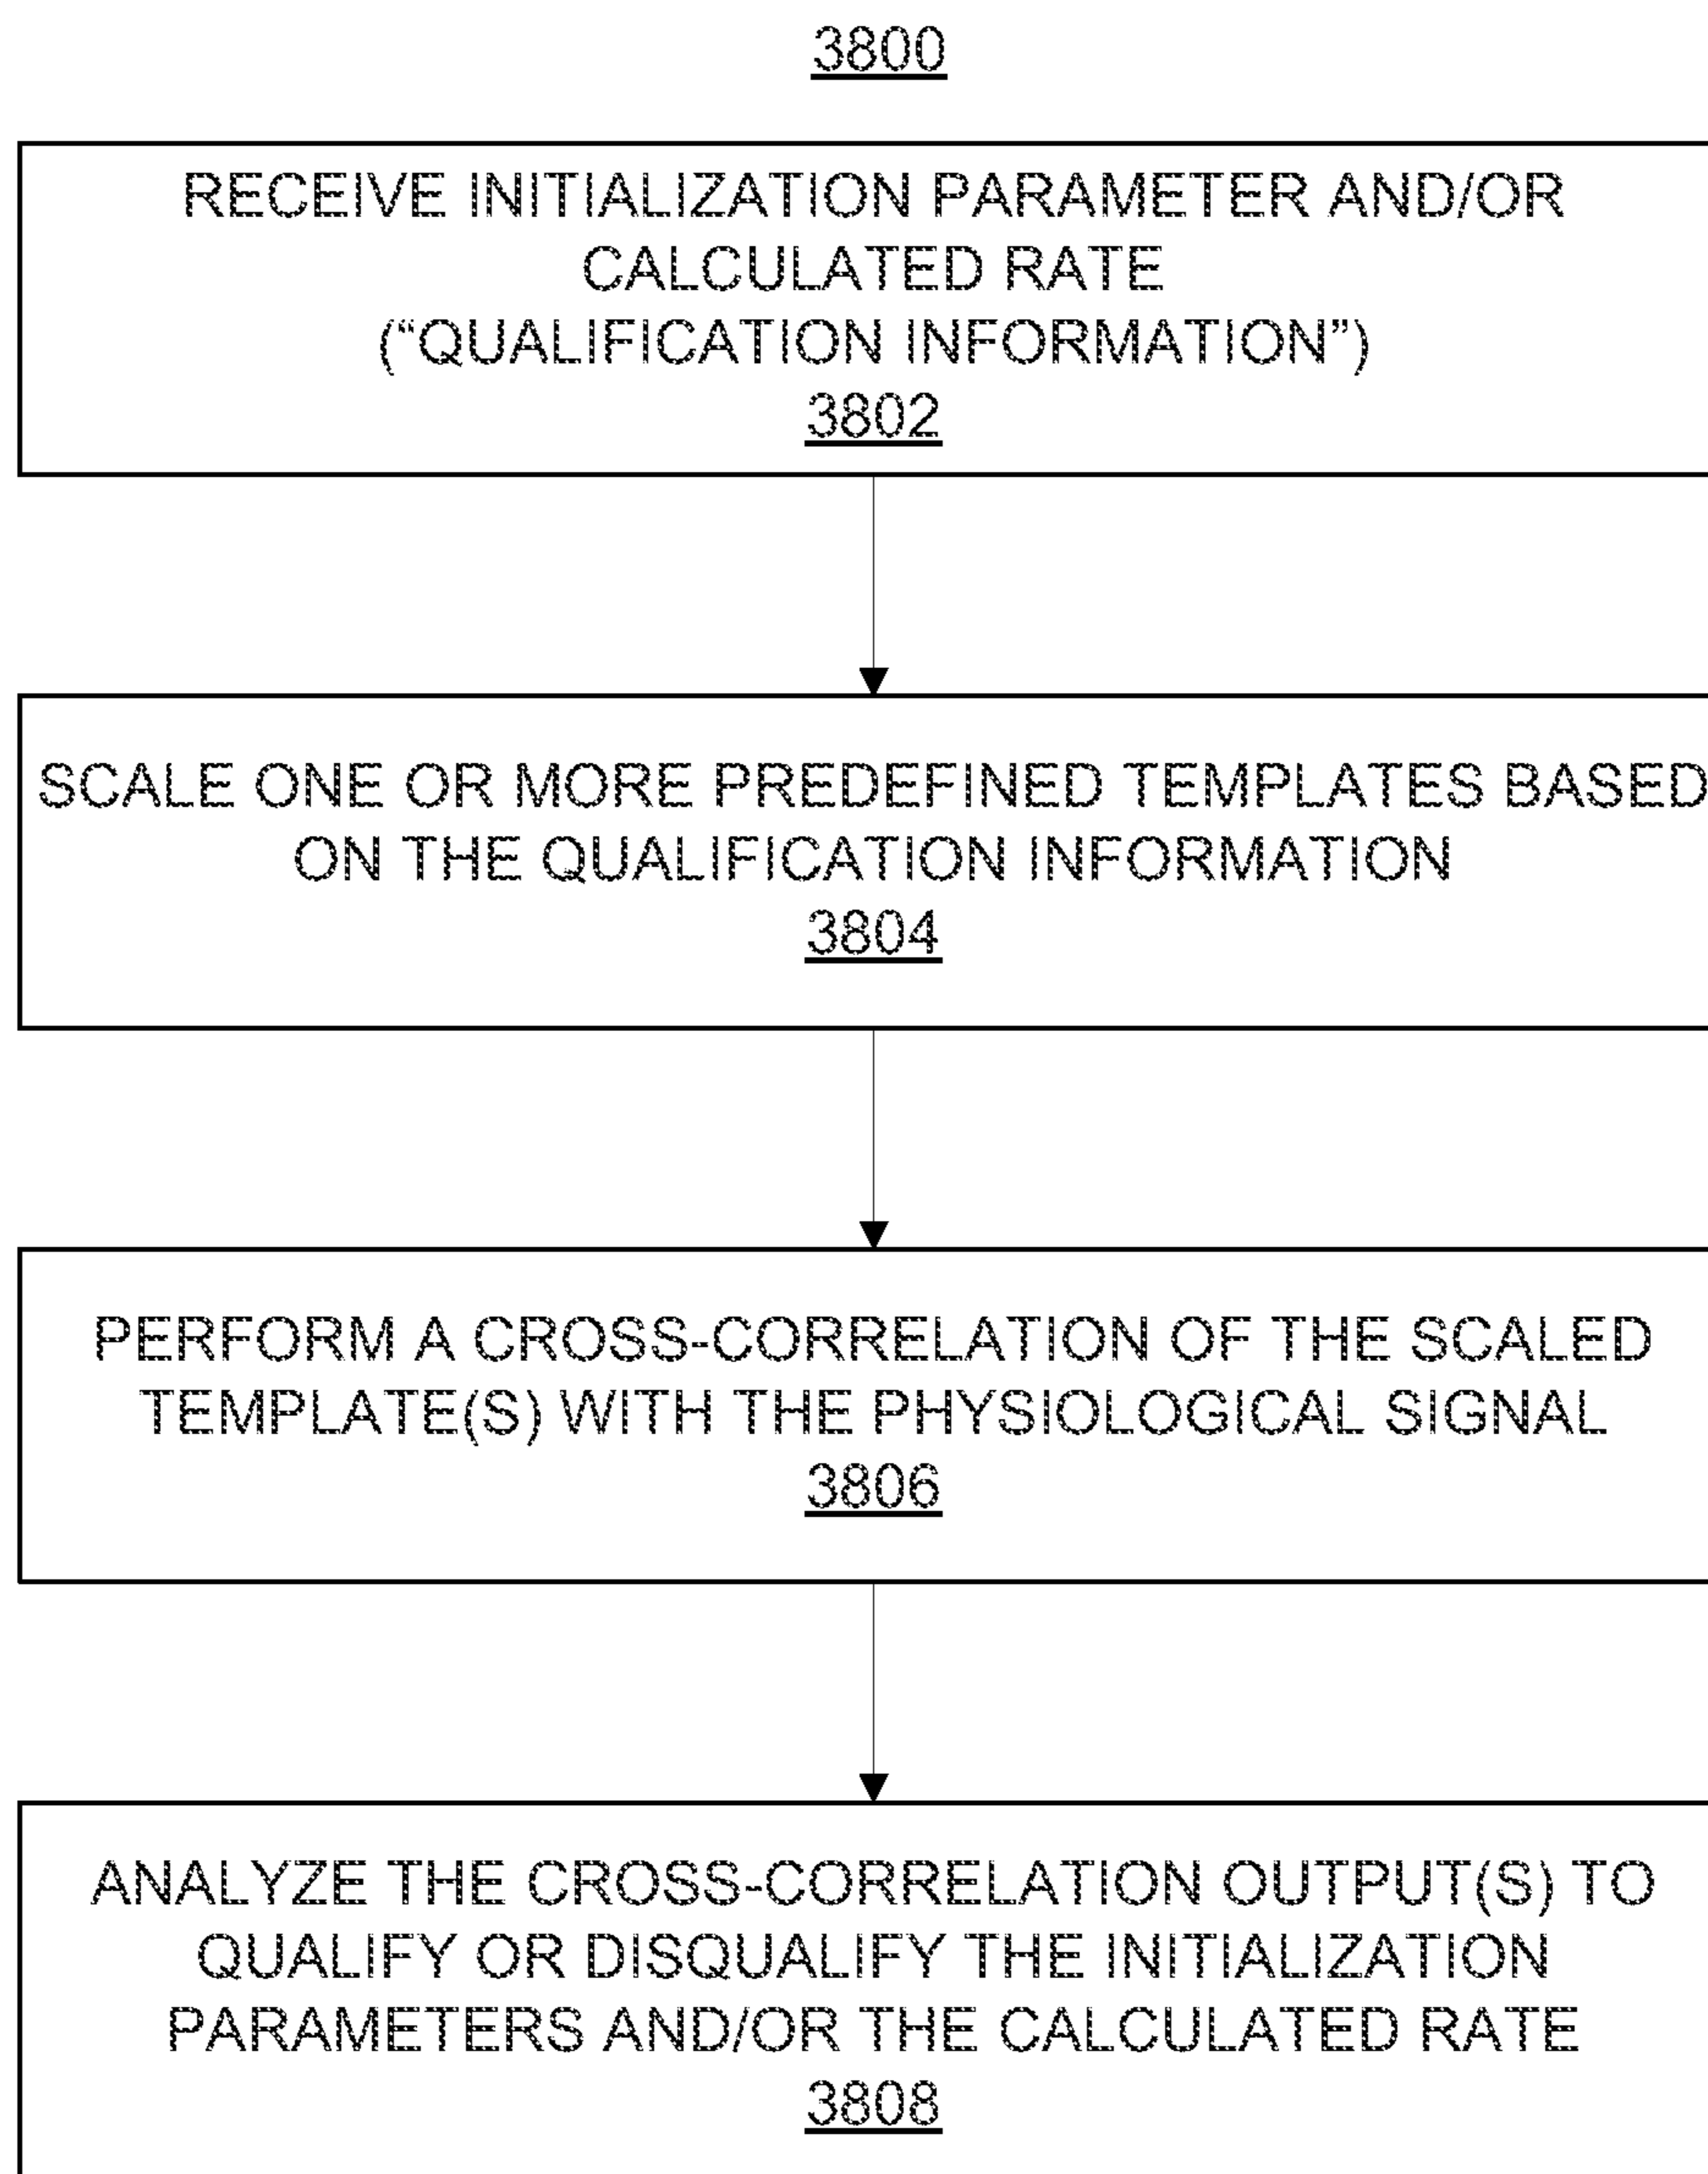 3800
RECEIVE INITIALIZATION PARAMETER AND/OR
CALCULATED RATE
(“QUALIFICATION INFORMATION”)
3802
SCALE ONE OR MORE PREDEFINED TEMPLATES BASED
ON THE QUALIFICATION INFORMATION
3804
PERFORM A CROSS-CORRELATION OF THE SCALED
TEMPLATE(S) WITH THE PHYSIOLOGICAL SIGNAL
3806
ANALYZE THE CROSS-CORRELATION OUTPUT(S) TO
QUALIFY OR DISQUALIFY THE INITIALIZATION
PARAMETERS AND/OR THE CALCULATED RATE
3808